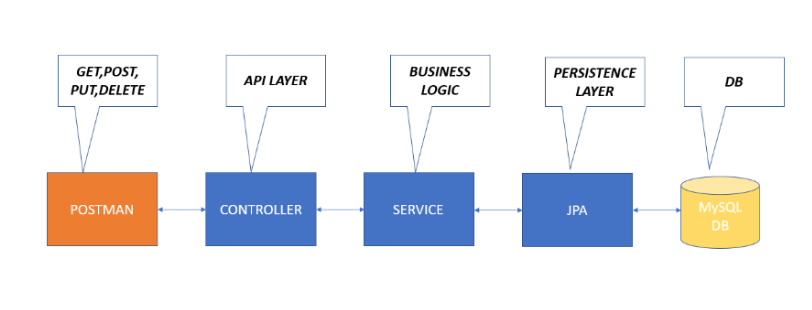 GET,POST,
PUT,DELETE
API LAYER
BUSINESS
LOGIC
PERSISTENCE
LAYER
DB
POSTMAN
CONTROLLER
SERVICE
JPA
MySQL
DB